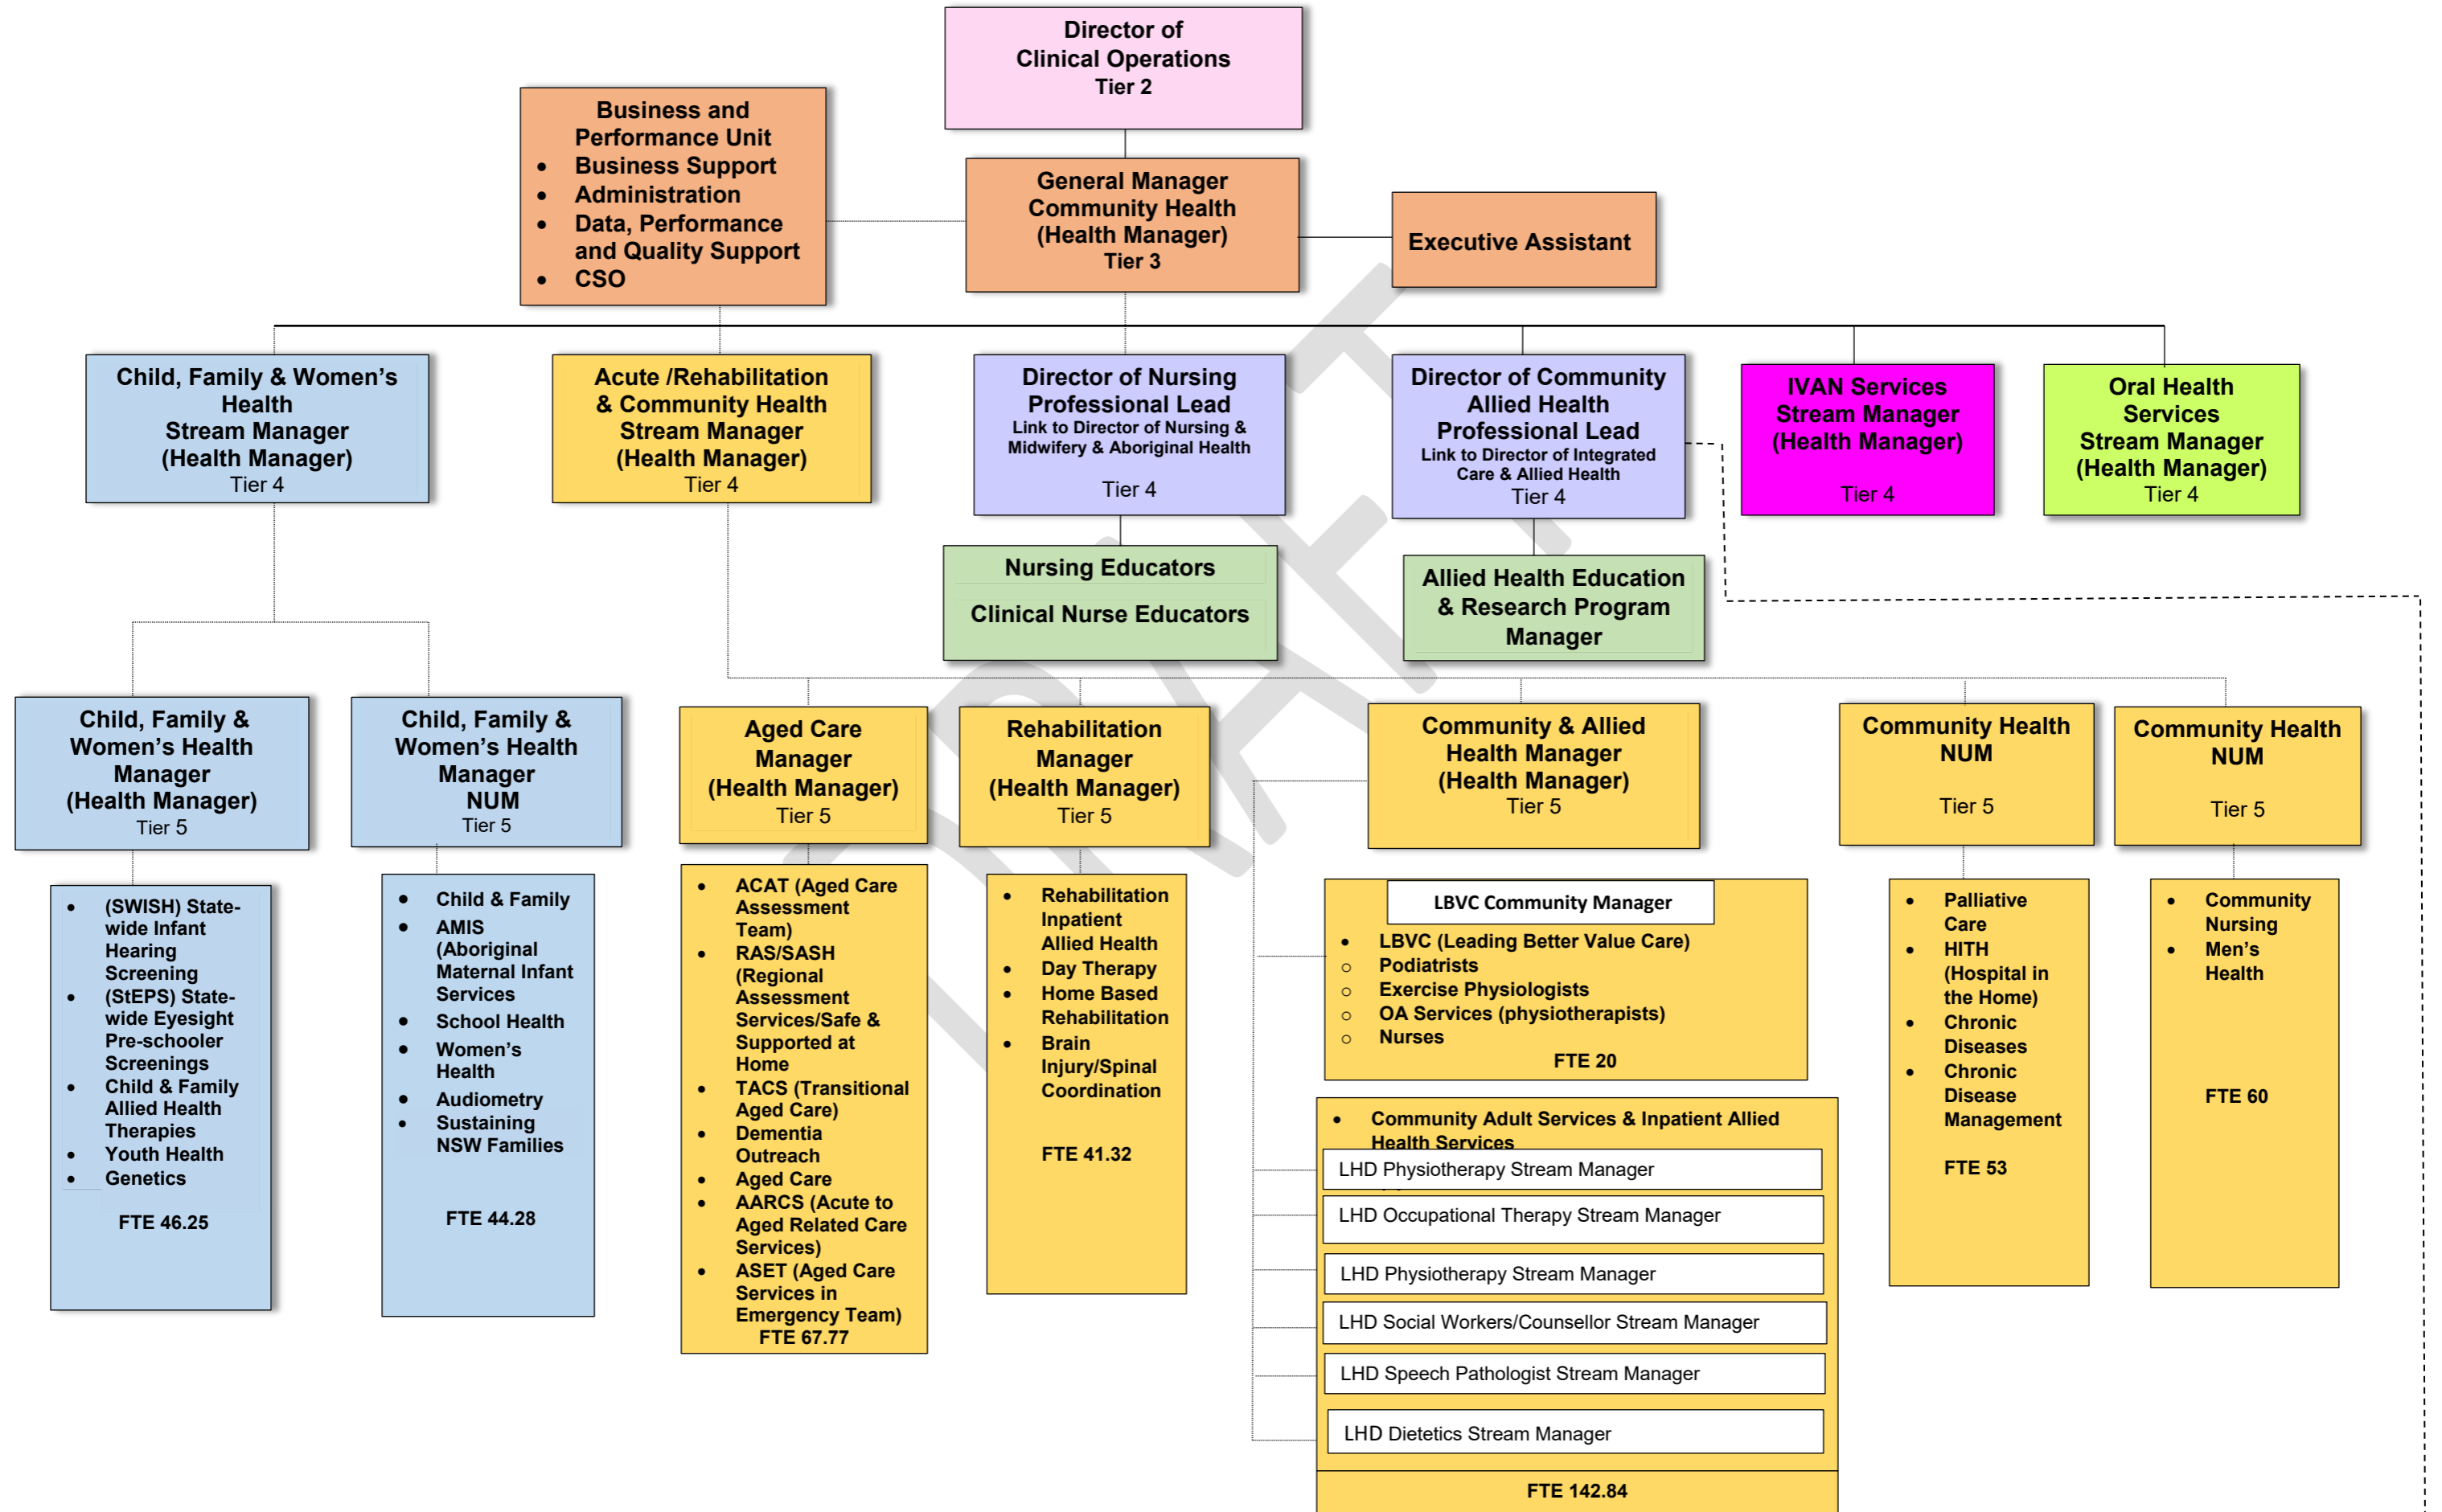 Director of
Clinical Operations
Tier 2
Business and
Performance Unit
• Business Support
• Administration
• Data, Performance
and Quality Support
• CSO
General Manager
Community Health
(Health Manager)
Tier 3
Executive Assistant
Child, Family & Women’s
Health
Stream Manager
(Health Manager)
Tier 4
Acute /Rehabilitation
& Community Health
Stream Manager
(Health Manager)
Tier 4
Director of Nursing
Professional Lead
Link to Director of Nursing &
Midwifery & Aboriginal Health
Tier 4
Director of Community
Allied Health
Professional Lead
Link to Director of Integrated
Care & Allied Health
Tier 4
IVAN Services
Stream Manager
(Health Manager)
Tier 4
Oral Health
Services
Stream Manager
(Health Manager)
Tier 4
Nursing Educators
Clinical Nurse Educators
Allied Health Education
& Research Program
Manager
DRAFT
Child, Family &
Women’s Health
Manager
(Health Manager)
Tier 5
Child, Family &
Women’s Health
Manager
NUM
Tier 5
Aged Care
Manager
(Health Manager)
Tier 5
Rehabilitation
Manager
(Health Manager)
Tier 5
Community & Allied
Health Manager
(Health Manager)
Tier 5
Community Health
NUM
Tier 5
Community Health
NUM
Tier 5
• (SWISH) State-
wide Infant
Hearing
Screening
• (StEPS) State-
wide Eyesight
Pre-schooler
Screenings
• Child & Family
Allied Health
Therapies
• Youth Health
• Genetics
FTE 46.25
• Child & Family
• AMIS
(Aboriginal
Maternal Infant
Services
• School Health
• Women’s
Health
• Audiometry
• Sustaining
NSW Families
FTE 44.28
• ACAT (Aged Care
Assessment
Team)
• RAS/SASH
(Regional
Assessment
Services/Safe &
Supported at
Home
• TACS (Transitional
Aged Care)
• Dementia
Outreach
• Aged Care
• AARCS (Acute to
Aged Related Care
Services)
• ASET (Aged Care
Services in
Emergency Team)
FTE 67.77
• Rehabilitation
Inpatient
Allied Health
• Day Therapy
• Home Based
Rehabilitation
• Brain
Injury/Spinal
Coordination
FTE 41.32
LBVC Community Manager
• LBVC (Leading Better Value Care)
○ Podiatrists
○ Exercise Physiologists
○ OA Services (physiotherapists)
○ Nurses
FTE 20
• Community Adult Services & Inpatient Allied
Health Services
LHD Physiotherapy Stream Manager
LHD Occupational Therapy Stream Manager
LHD Physiotherapy Stream Manager
LHD Social Workers/Counsellor Stream Manager
LHD Speech Pathologist Stream Manager
LHD Dietetics Stream Manager
FTE 142.84
• Palliative
Care
• HITH
(Hospital in
the Home)
• Chronic
Diseases
• Chronic
Disease
Management
FTE 53
• Community
Nursing
• Men’s
Health
FTE 60